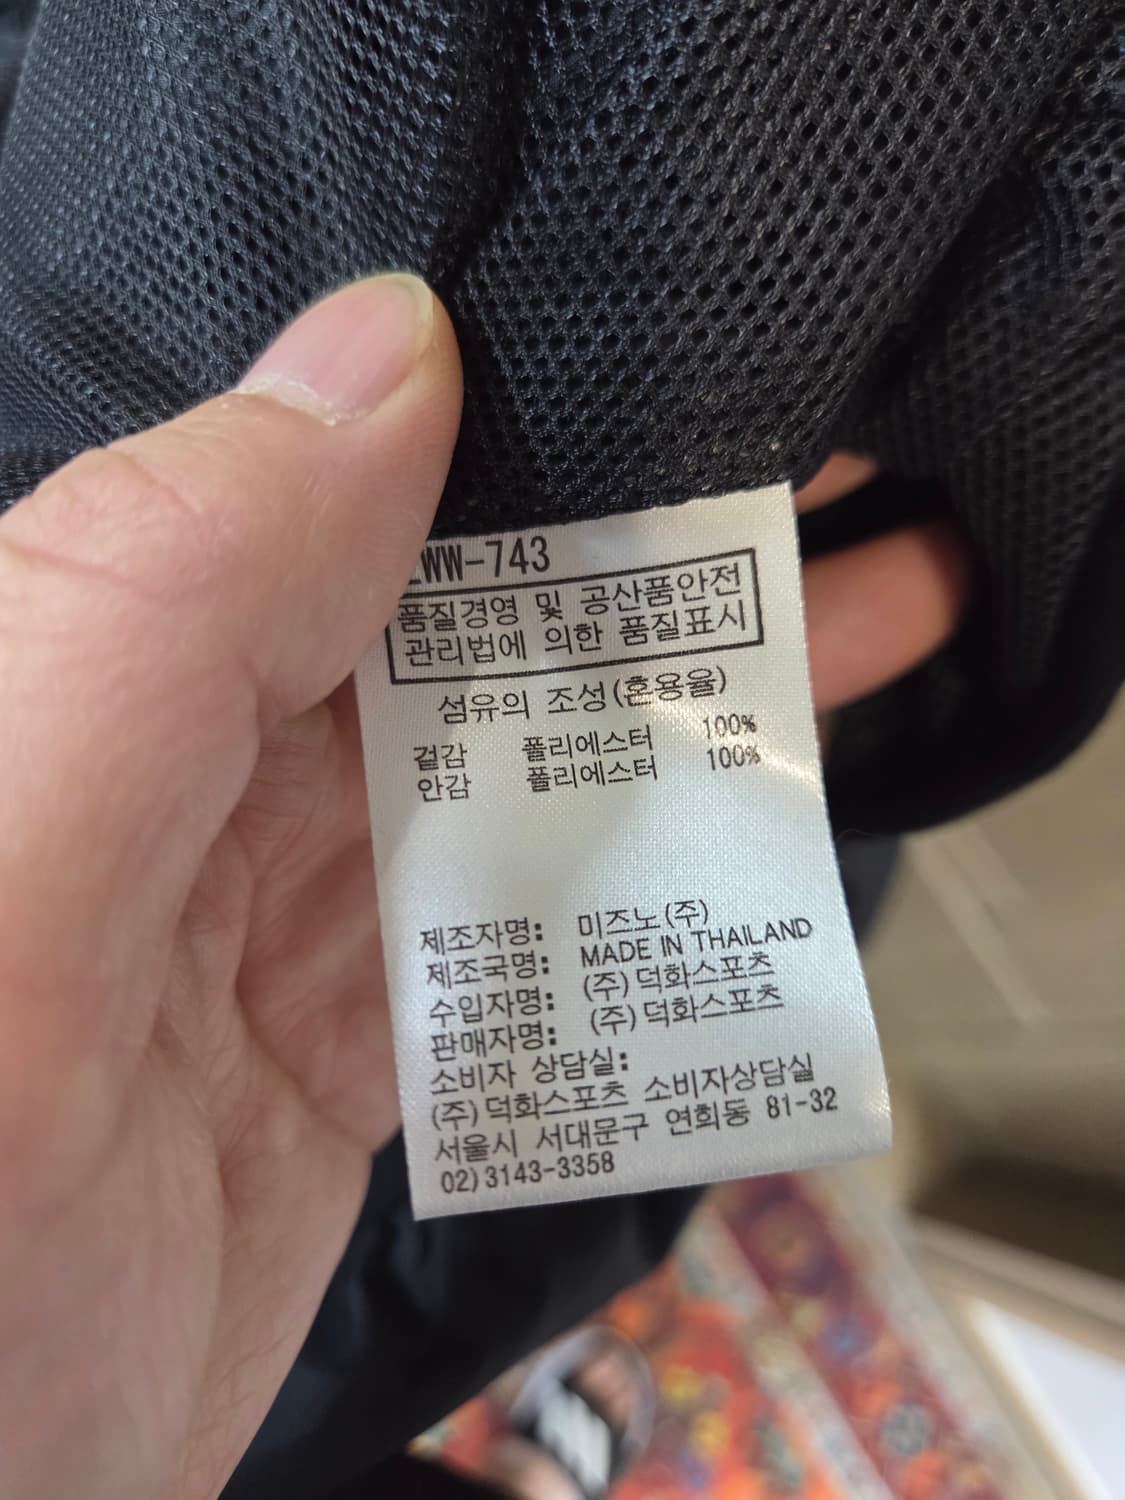 WW-743
품질경영 및 공산품안전
관리법에 의한 품질표시
섬유의 조성(혼용율)
겉감 폴리에스터 100%
안감 폴리에스터 100%
제조자명: 미즈노(주)
제조국명: MADE IN THAILAND
수입자명: (주)덕화스포츠
판매자명: (주)덕화스포츠
소비자 상담실:
(주)덕화스포츠 소비자상담실
서울시 서대문구 연희동 81-32
02)3143-3358